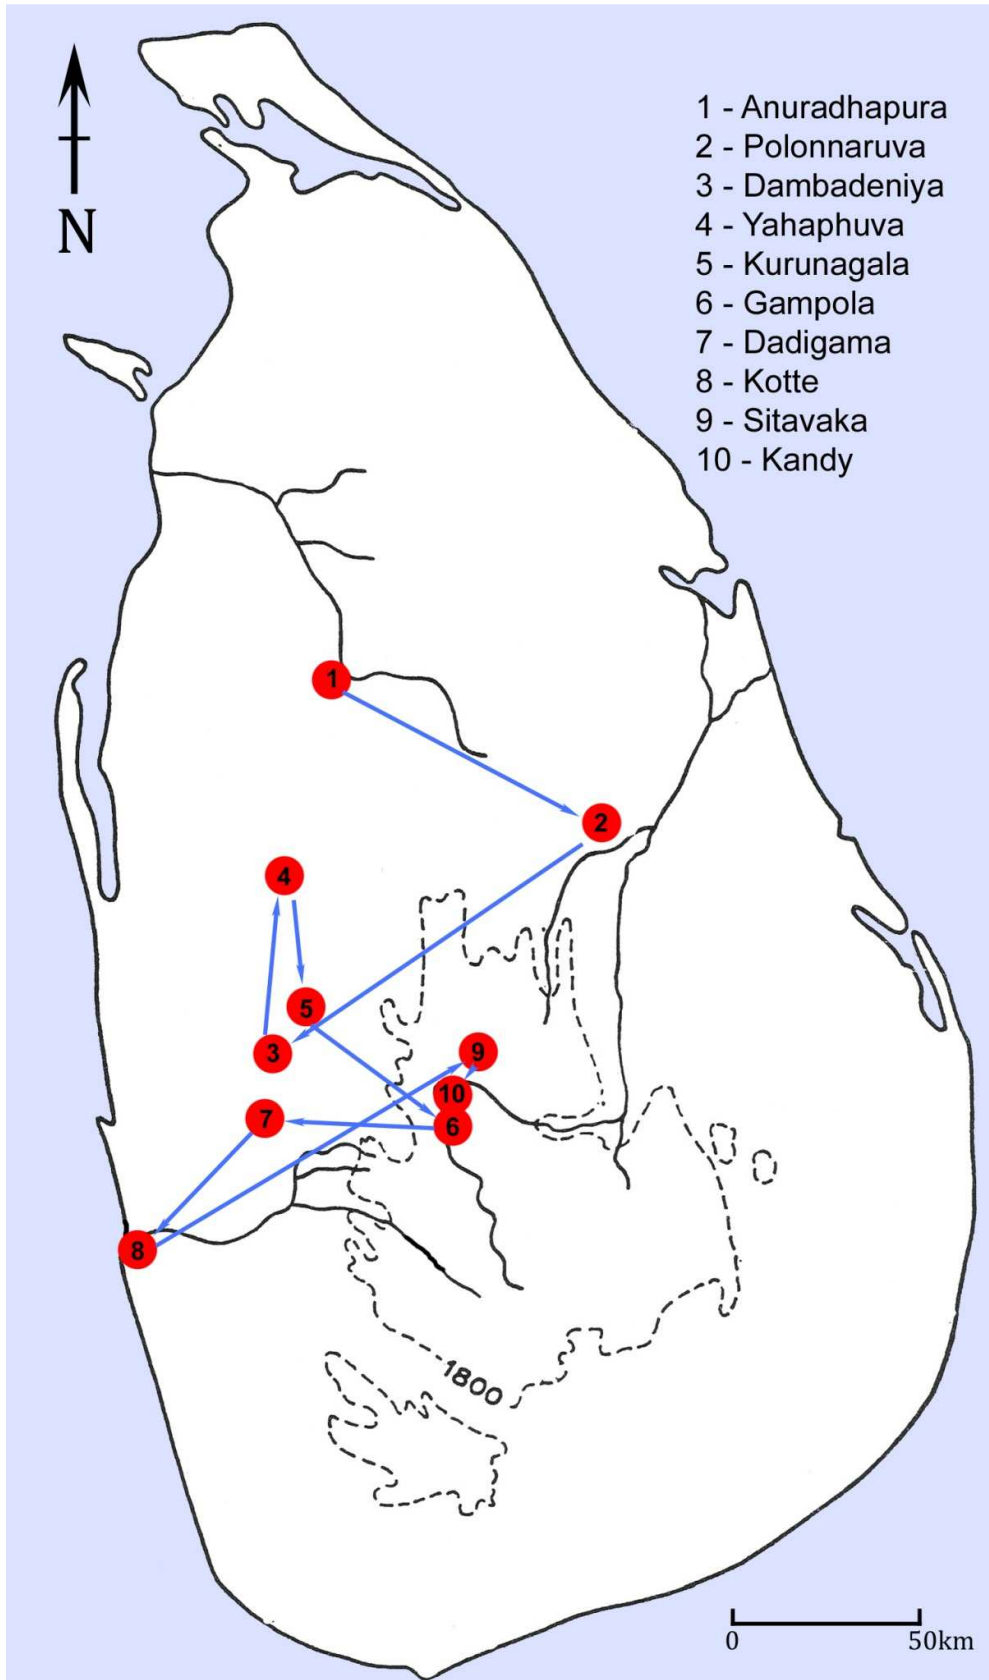 N
1 - Anuradhapura
2 - Polonnaruva
3 - Dambadeniya
4 - Yahaphuva
5 - Kurunagala
6 - Gampola
7 - Dadigama
8 - Kotte
9 - Sitavaka
10 - Kandy
1
2
4
5
3
9
10
7
6
8
1800
0 50km